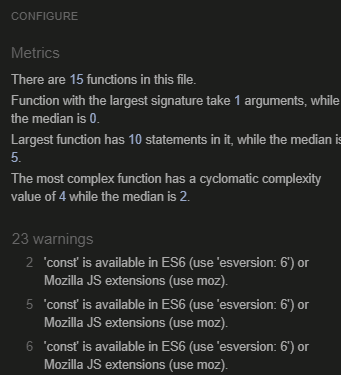 CONFIGURE
Metrics
There are 15 functions in this file.
Function with the largest signature take 1 arguments, while
the median is 0.
Largest function has 10 statements in it, while the median is
5.
The most complex function has a cyclomatic complexity
value of 4 while the median is 2.
23 warnings
2 'const' is available in ES6 (use 'esversion: 6') or
Mozilla JS extensions (use moz).
5 'const' is available in ES6 (use 'esversion: 6') or
Mozilla JS extensions (use moz).
6 'const' is available in ES6 (use 'esversion: 6') or
Mozilla JS extensions (use moz).